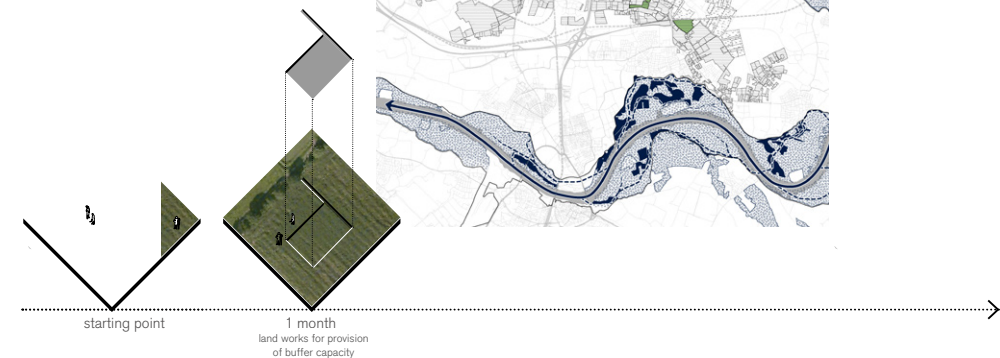 starting point
1 month
land works for provision
of buffer capacity